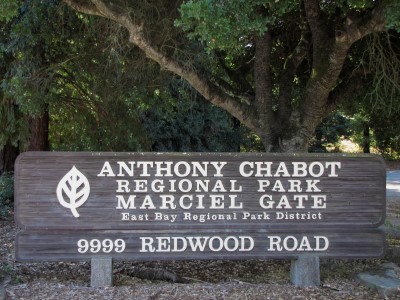 ANTHONY CHABOT
REGIONAL PARK
MARCIEL GATE
East Bay Regional Park District
9999 REDWOOD ROAD